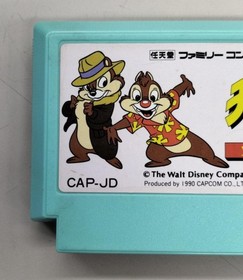 任天堂 ファミリーコン
CAP-JD
©The Walt Disney Compa
Produced by 1990 CAPCOM CO.,LT